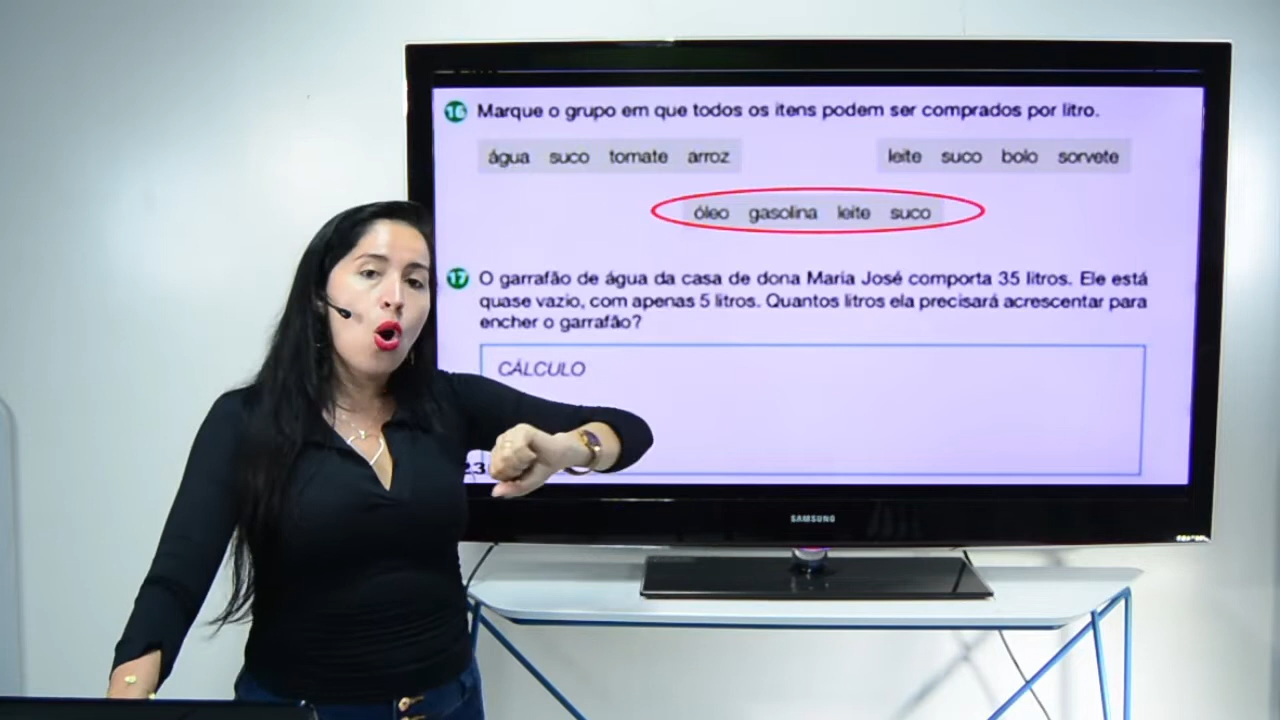 16 Marque o grupo em que todos os itens podem ser comprados por litro.
água suco tomate arroz
leite suco bolo sorvete
óleo gasolina leite suco
17 O garrafão de água da casa de dona Maria José comporta 35 litros. Ele está
quase vazio, com apenas 5 litros. Quantos litros ela precisará acrescentar para
encher o garrafão?
CÁLCULO
SAMSUNG